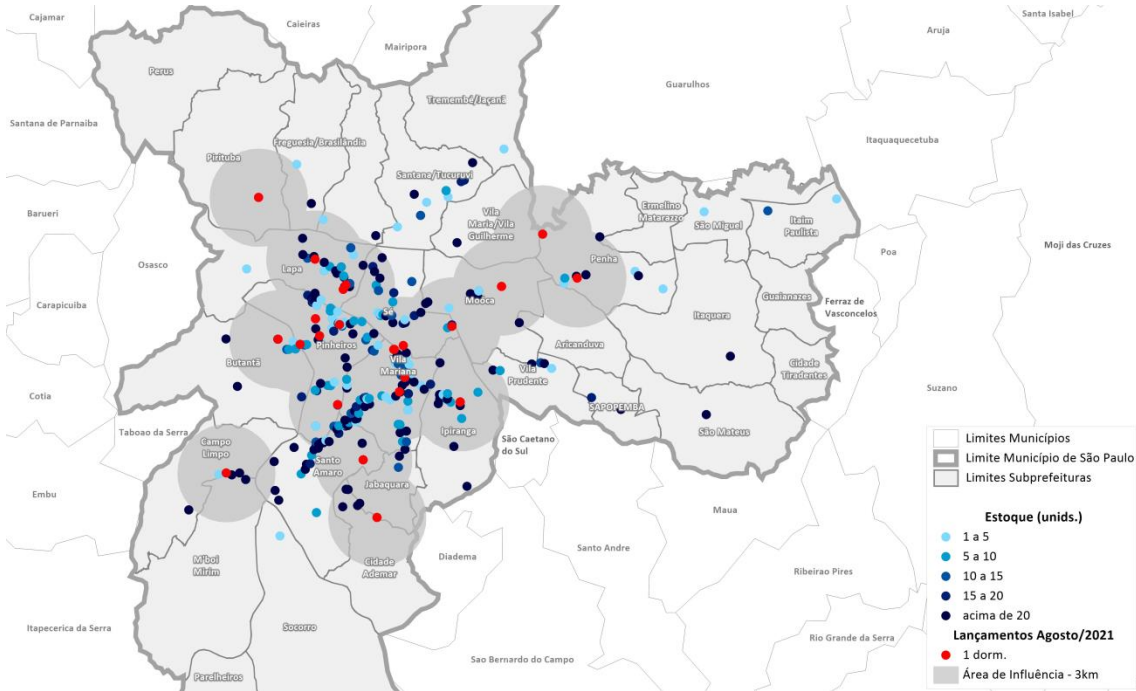 Cajamar
Caieiras
Mairipora
Santa Isabel
Aruja
Guarulhos
Perus
Santana de Parnaiba
Tremembé/Jaçanã
Freguesia/Brasilândia
Itaquaquecetuba
Pirituba
Santana/Tucuruvi
Ermelino
Matarazzo
Barueri
Vila
Maria/Vila
Guilherme
São Miguel
Itaim
Paulista
Moji das Cruzes
Poa
Osasco
Lapa
Penha
Carapicuiba
Mooca
Guaianazes
Ferraz de
Vasconcelos
Sé
Itaquera
Pinheiros
Aricanduva
Butantã
Vila
Mariana
Vila
Prudente
Cidade
Tiradentes
Suzano
Cotia
SAPOPEMBA
Taboao da Serra
Ipiranga
São Mateus
Campo
Limpo
São Caetano
do Sul
Santo
Amaro
Jabaquara
Embu
Maua
Diadema
Santo Andre
M'boi
Mirim
Cidade
Ademar
Ribeirao Pires
Itapecerica da Serra
Socorro
Rio Grande da Serra
Sao Bernardo do Campo
Parelheiros
Limites Municípios
Limite Município de São Paulo
Limites Subprefeituras
Estoque (unids.)
1 a 5
5 a 10
10 a 15
15 a 20
acima de 20
Lançamentos Agosto/2021
1 dorm.
Área de Influência - 3km